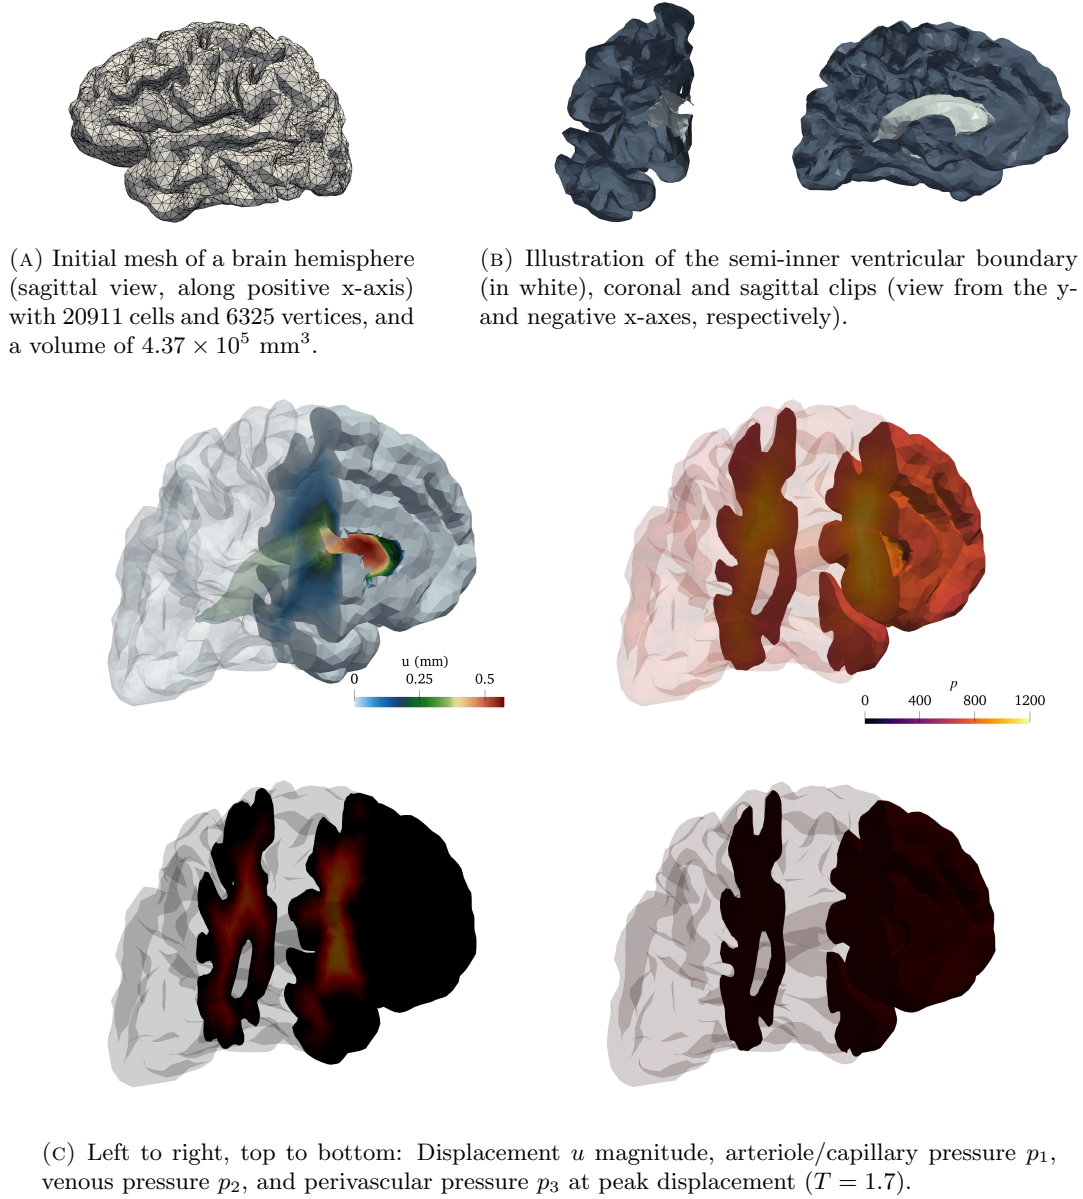 (A) Initial mesh of a brain hemisphere
(sagittal view, along positive x-axis)
with 20911 cells and 6325 vertices, and
a volume of 4.37 × 10⁵ mm³.
(B) Illustration of the semi-inner ventricular boundary
(in white), coronal and sagittal clips (view from the y-
and negative x-axes, respectively).
u (mm)
0 0.25 0.5
p
0 400 800 1200
(C) Left to right, top to bottom: Displacement u magnitude, arteriole/capillary pressure p₁,
venous pressure p₂, and perivascular pressure p₃ at peak displacement (T = 1.7).